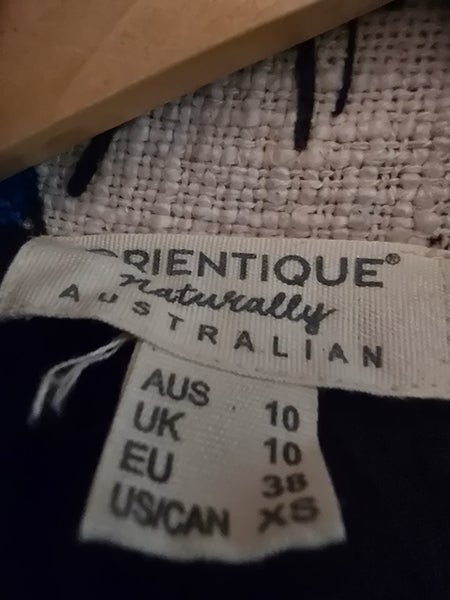 ORIENTIQUE®
naturally
AUSTRALIAN
AUS 10
UK 10
EU 38
US/CAN XS